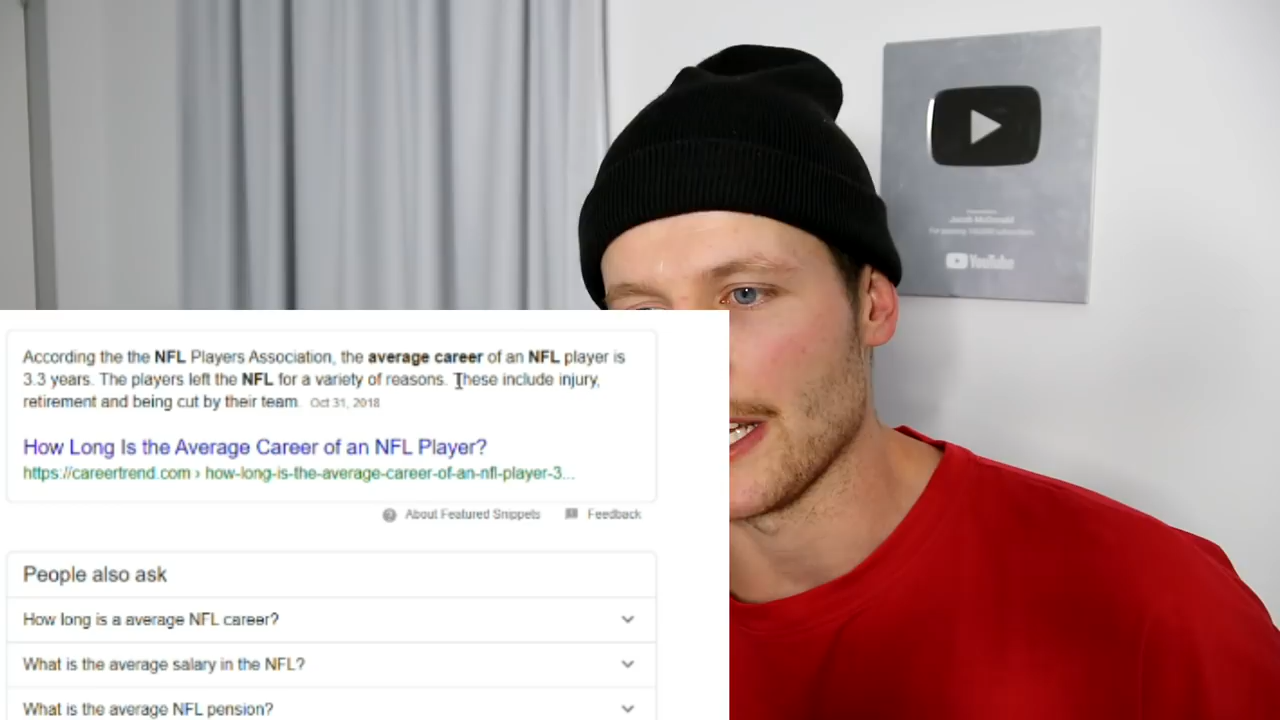 According the the NFL Players Association, the average career of an NFL player is
3.3 years. The players left the NFL for a variety of reasons. These include injury,
retirement and being cut by their team. Oct 31, 2018
How Long Is the Average Career of an NFL Player?
https://careertrend.com › how-long-is-the-average-career-of-an-nfl-player-3...
About Featured Snippets Feedback
People also ask
How long is a average NFL career?
What is the average salary in the NFL?
What is the average NFL pension?
YouTube